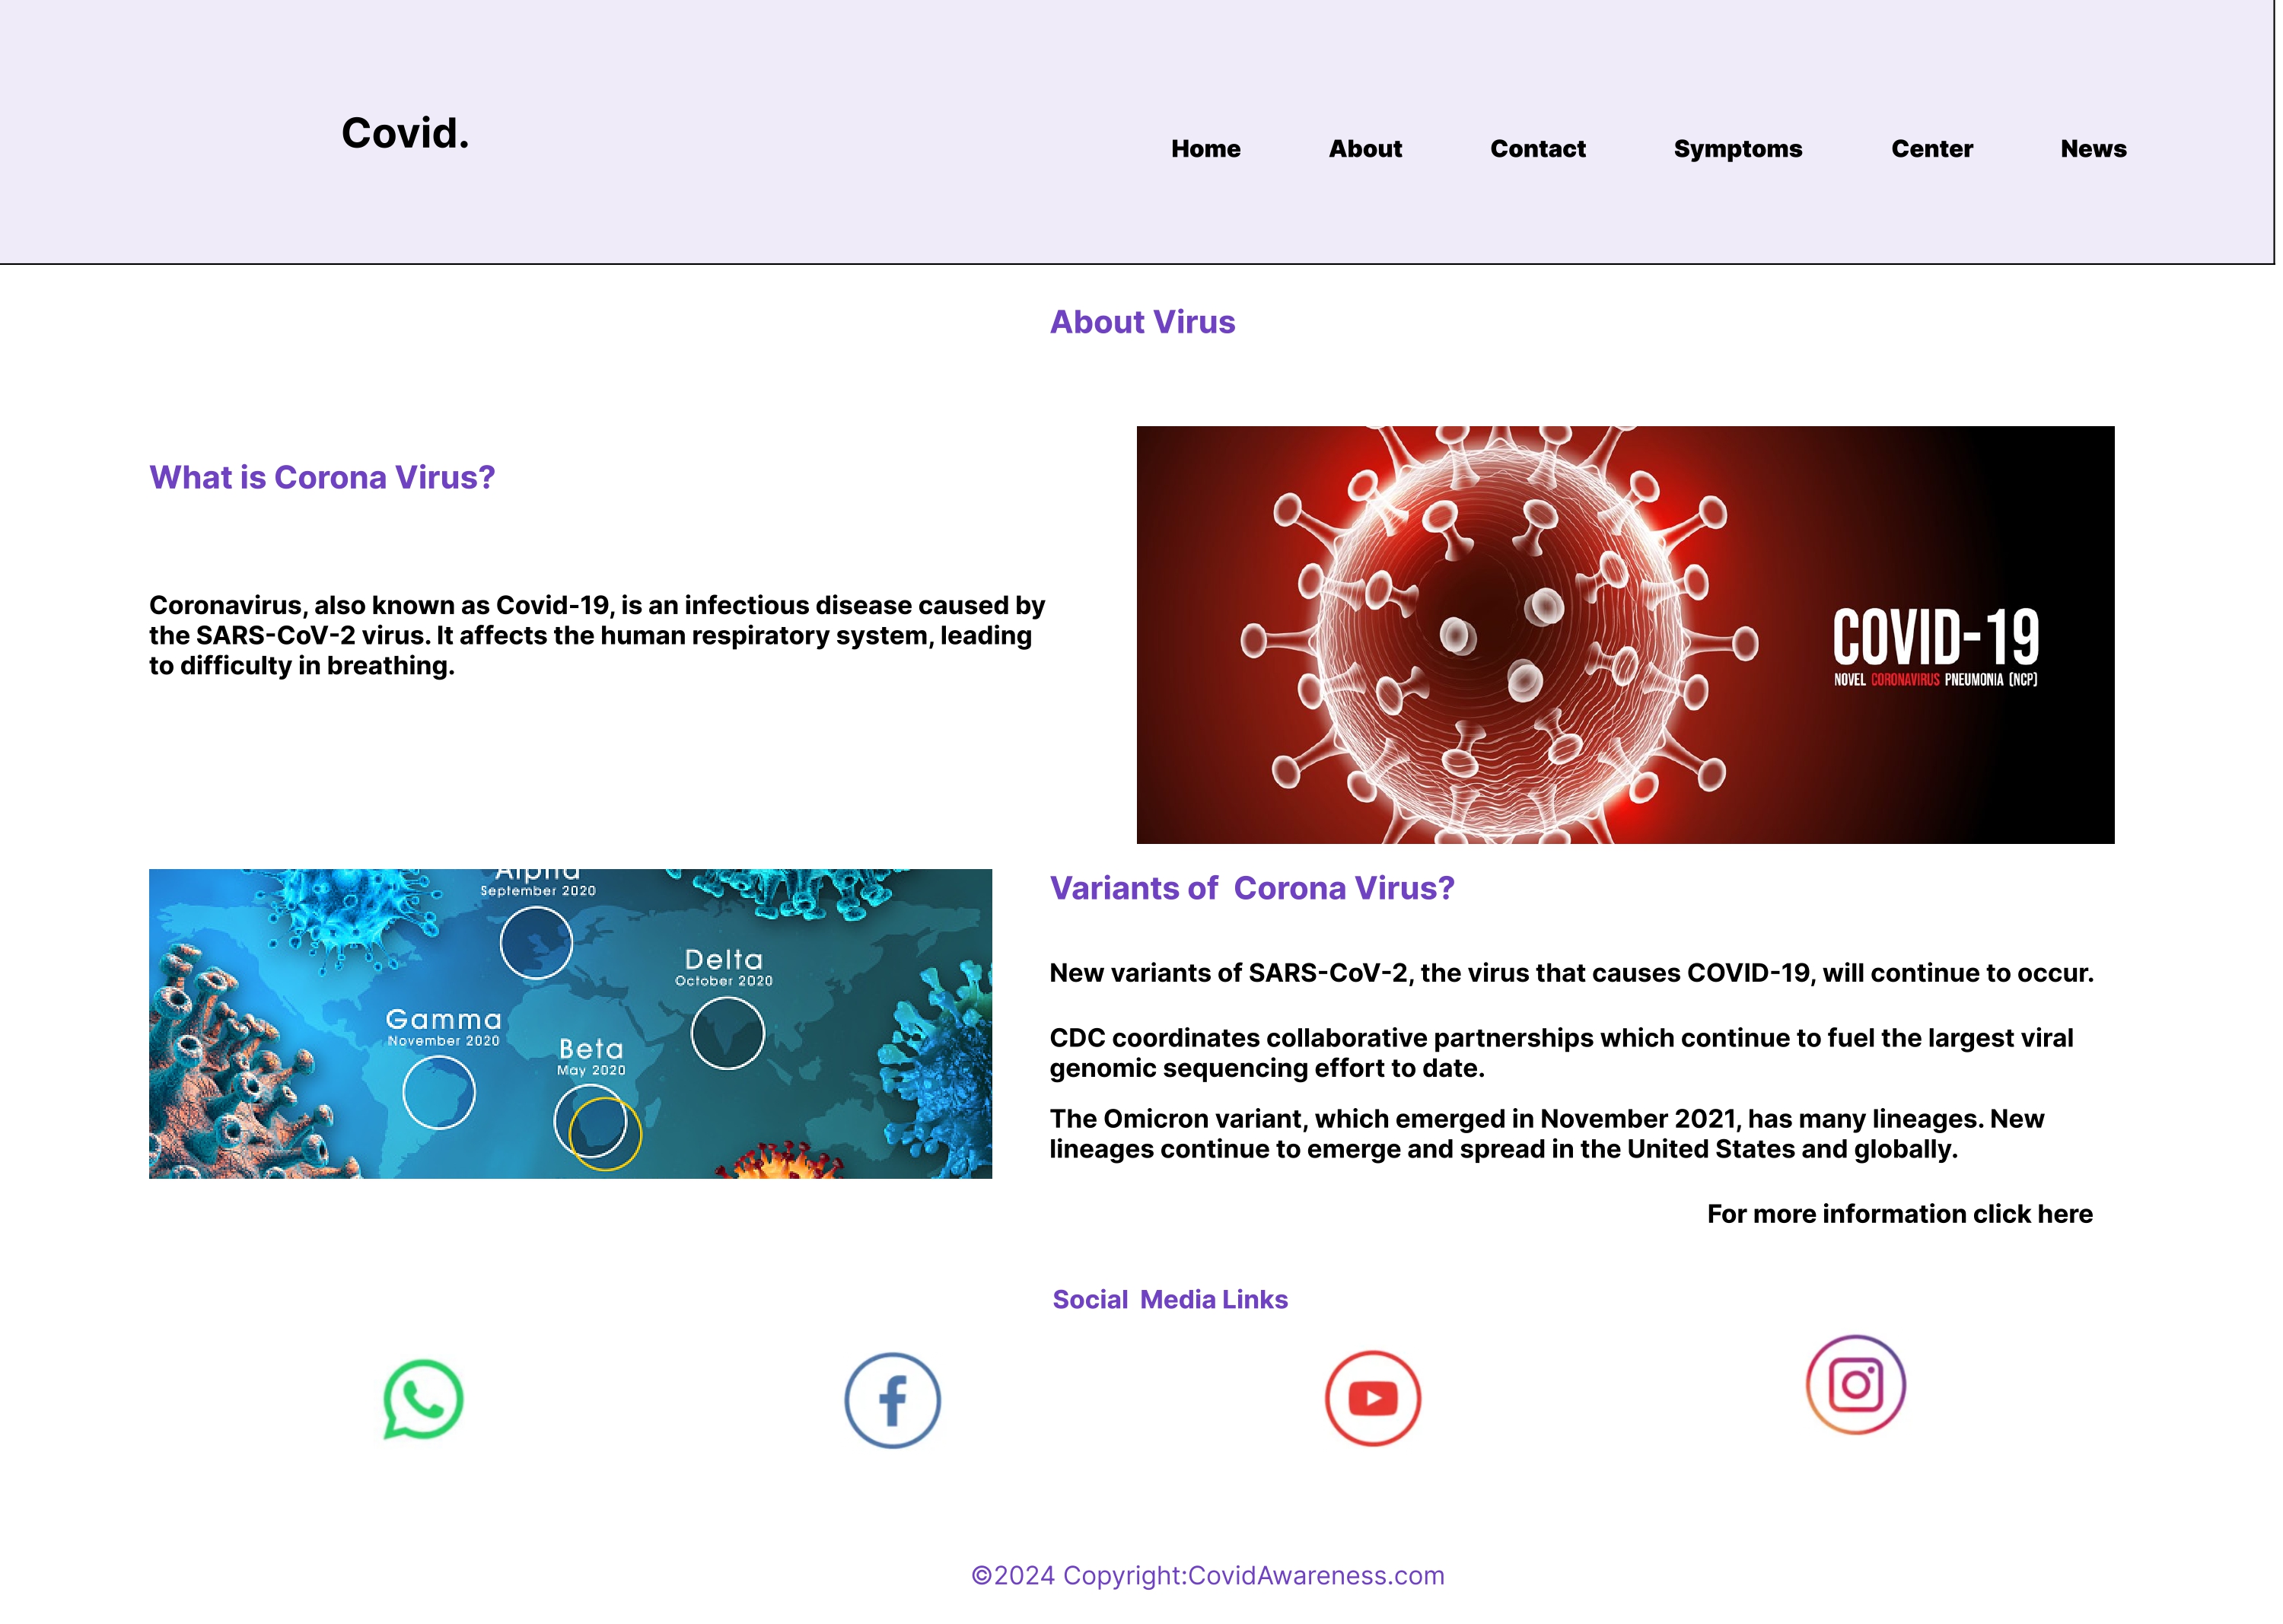 Covid.
Home About Contact Symptoms Center News
About Virus
What is Corona Virus?
Coronavirus, also known as Covid-19, is an infectious disease caused by
the SARS-CoV-2 virus. It affects the human respiratory system, leading
to difficulty in breathing.
COVID-19
NOVEL CORONAVIRUS PNEUMONIA (NCP)
Alpha
September 2020
Delta
October 2020
Gamma
November 2020
Beta
May 2020
Variants of  Corona Virus?
New variants of SARS-CoV-2, the virus that causes COVID-19, will continue to occur.
CDC coordinates collaborative partnerships which continue to fuel the largest viral
genomic sequencing effort to date.
The Omicron variant, which emerged in November 2021, has many lineages. New
lineages continue to emerge and spread in the United States and globally.
For more information click here
Social  Media Links
©2024 Copyright:CovidAwareness.com